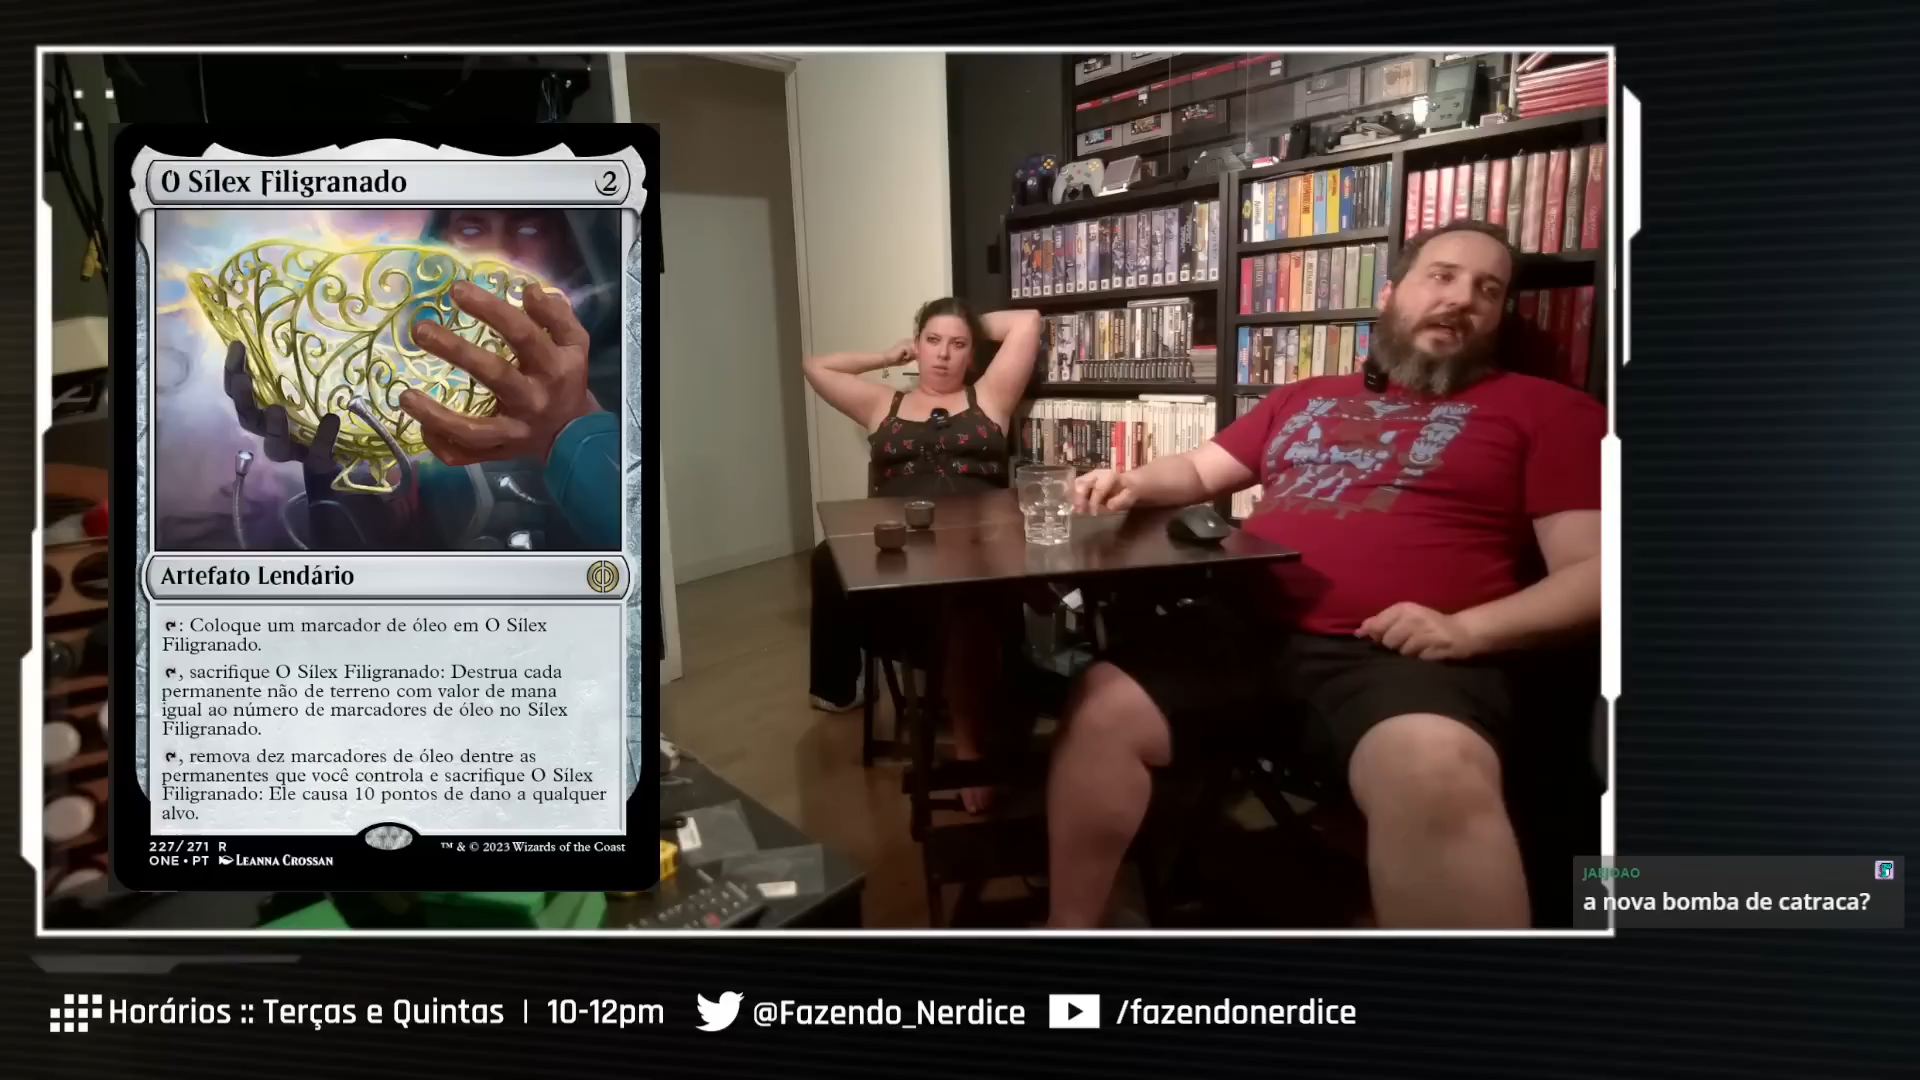 O Sílex Filigranado 2
Artefato Lendário
: Coloque um marcador de óleo em O Sílex
Filigranado.
, sacrifique O Sílex Filigranado: Destrua cada
permanente não de terreno com valor de mana
igual ao número de marcadores de óleo no Sílex
Filigranado.
, remova dez marcadores de óleo dentre as
permanentes que você controla e sacrifique O Sílex
Filigranado: Ele causa 10 pontos de dano a qualquer
alvo.
227/271 R
ONE • PT LEANNA CROSSAN
™ & © 2023 Wizards of the Coast
a nova bomba de catraca?
Horários :: Terças e Quintas | 10-12pm @Fazendo_Nerdice /fazendonerdice